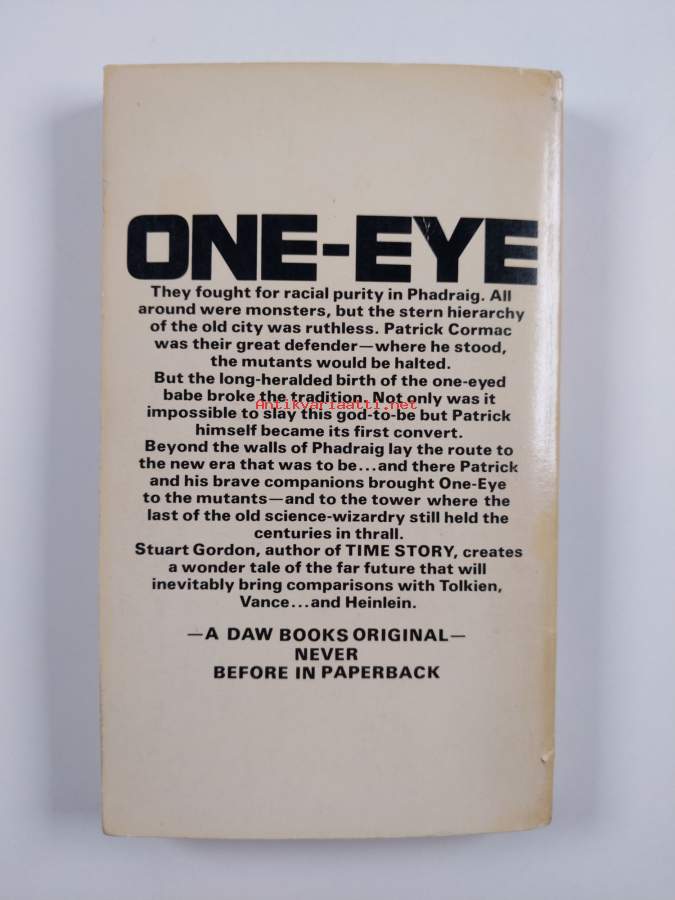 ONE-EYE
They fought for racial purity in Phadraig. All
around were monsters, but the stern hierarchy
of the old city was ruthless. Patrick Cormac
was their great defender—where he stood,
the mutants would be halted.
But the long-heralded birth of the one-eyed
babe broke the tradition. Not only was it
Antikvariaatti.net
impossible to slay this god-to-be but Patrick
himself became its first convert.
Beyond the walls of Phadraig lay the route to
the new era that was to be...and there Patrick
and his brave companions brought One-Eye
to the mutants—and to the tower where the
last of the old science-wizardry still held the
centuries in thrall.
Stuart Gordon, author of TIME STORY, creates
a wonder tale of the far future that will
inevitably bring comparisons with Tolkien,
Vance...and Heinlein.
—A DAW BOOKS ORIGINAL—
NEVER
BEFORE IN PAPERBACK